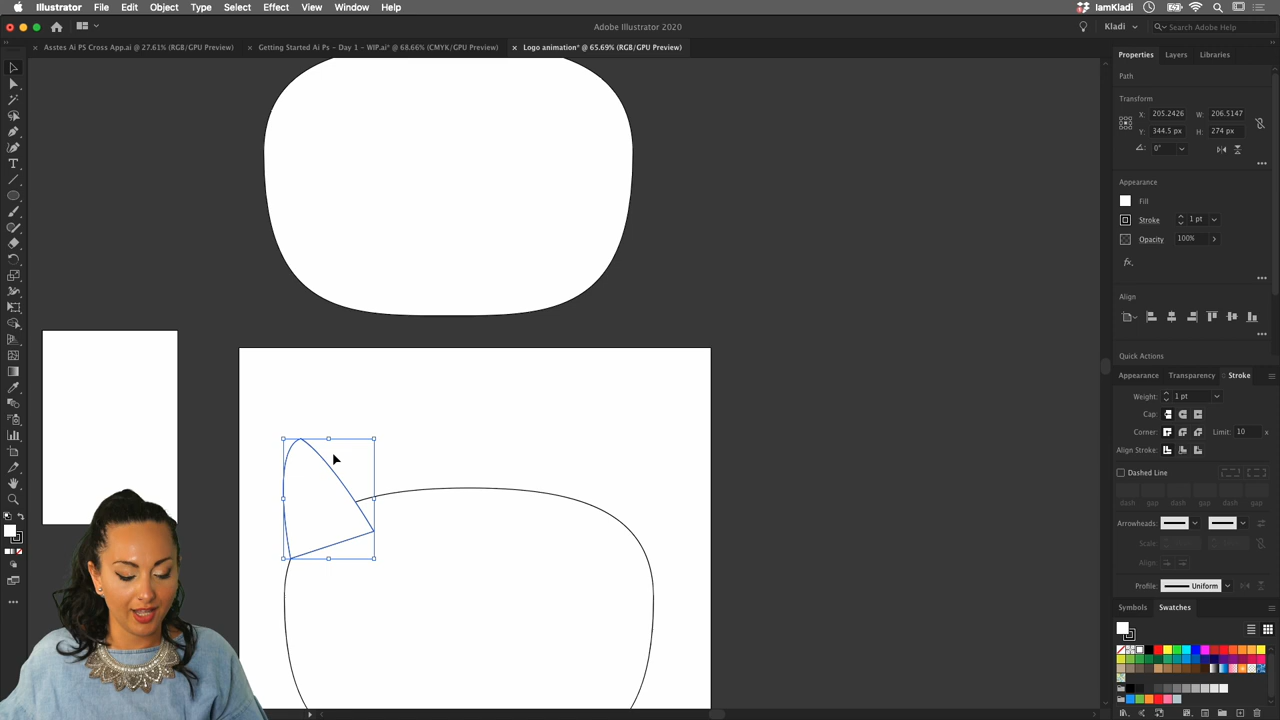 Illustrator File Edit Object Type Select Effect View Window Help IamKladi
Adobe Illustrator 2020 Kladi Search Adobe Help
Asstes Ai PS Cross App.ai @ 27.61% (RGB/GPU Preview) Getting Started Ai Ps - Day 1 - WIP.ai* @ 68.66% (CMYK/GPU Preview) Logo animation* @ 65.69% (RGB/GPU Preview)
Properties Layers Libraries
Path
Transform
X: 205.2426 W: 206.5147
Y: 344.5 px H: 274 px
0°
Appearance
Fill
Stroke 1 pt
Opacity 100%
fx.
Align
Quick Actions
Appearance Transparency Stroke
Weight: 1 pt
Cap:
Corner: Limit: 10 x
Align Stroke:
Dashed Line
dash gap dash gap dash gap
Arrowheads:
Scale:
Align:
Profile: Uniform
Symbols Swatches